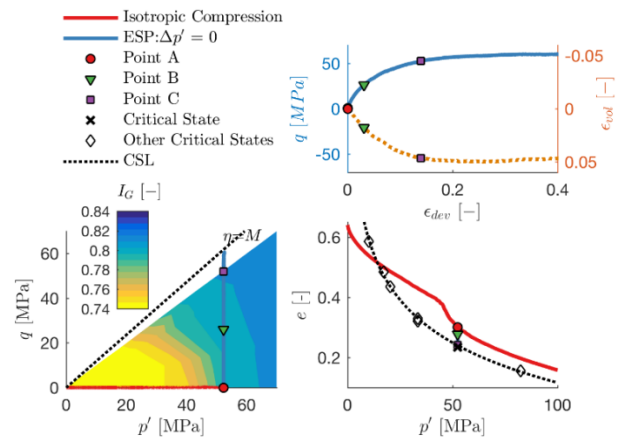 Isotropic Compression
ESP:Δp′ = 0
Point A
Point B
Point C
Critical State
Other Critical States
CSL
50
0
-50
q [MPa]
-0.05
0
0.05
ϵvol [−]
0
0.2
0.4
ϵdev [−]
IG [−]
0.84
0.82
0.8
0.78
0.76
0.74
η=M
60
40
20
0
q [MPa]
0
20
40
60
p′ [MPa]
0.6
0.4
0.2
e [-]
0
50
100
p′ [MPa]